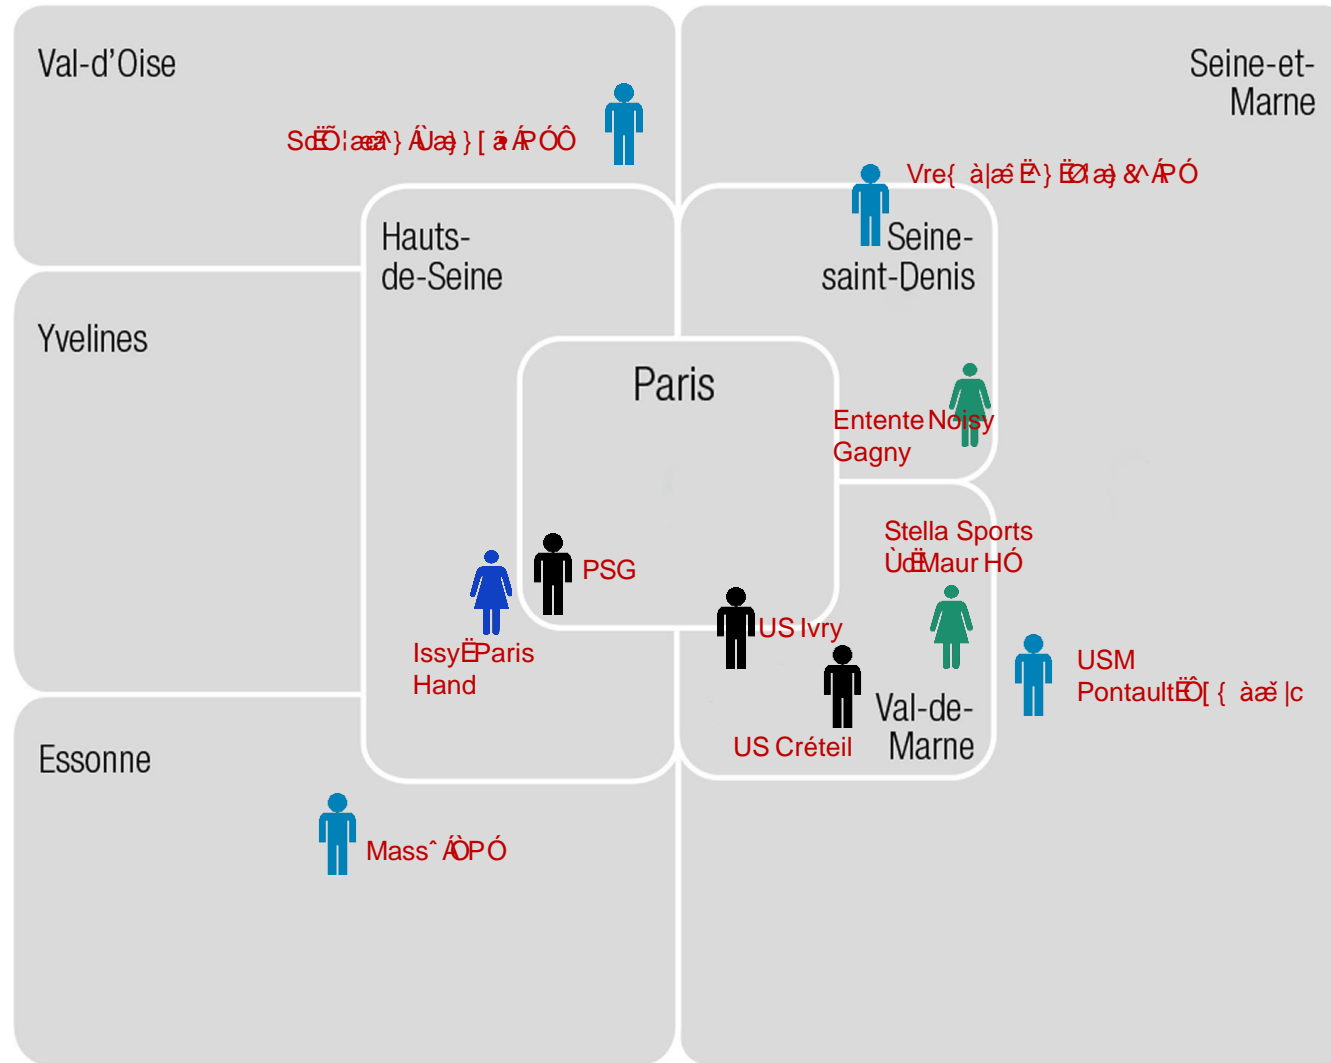 Val-d'Oise
Seine-et-
Marne
Hauts-
de-Seine
Seine-
saint-Denis
Yvelines
Paris
Entente Noisy
Gagny
Stella Sports
Maur
PSG
US Ivry
Issy Paris
Hand
USM
Pontault
Val-de-
Marne
US Créteil
Essonne